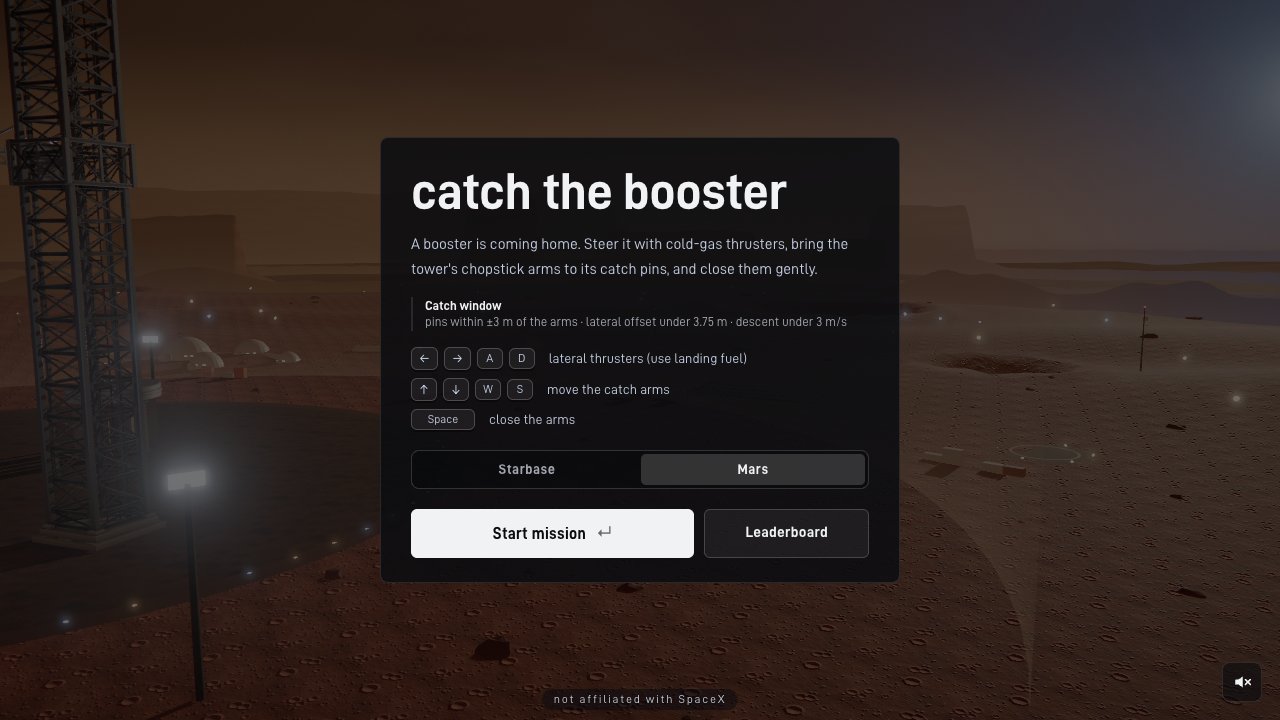 catch the booster
A booster is coming home. Steer it with cold-gas thrusters, bring the
tower's chopstick arms to its catch pins, and close them gently.
Catch window
pins within ±3 m of the arms · lateral offset under 3.75 m · descent under 3 m/s
← → A D lateral thrusters (use landing fuel)
↑ ↓ W S move the catch arms
Space close the arms
Starbase Mars
Start mission ↵ Leaderboard
not affiliated with SpaceX